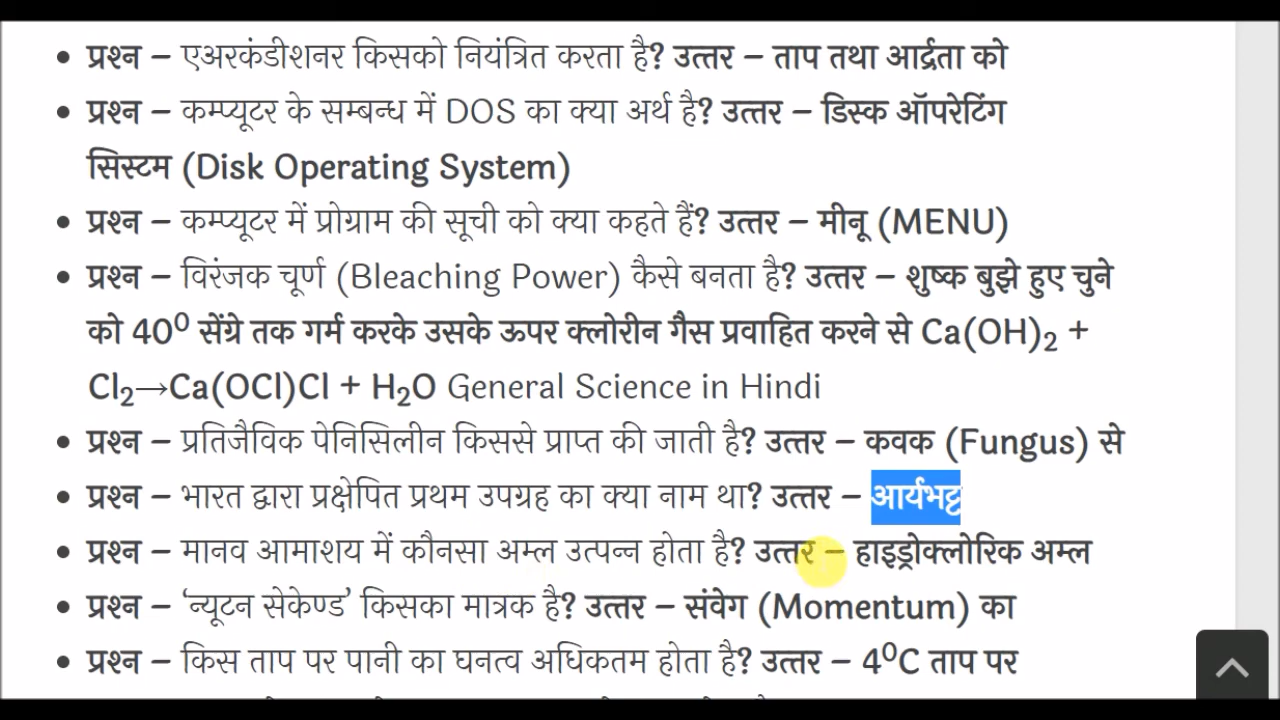 • प्रश्न – एअरकंडीशनर किसको नियंत्रित करता है? उत्तर – ताप तथा आर्द्रता को
• प्रश्न – कम्प्यूटर के सम्बन्ध में DOS का क्या अर्थ है? उत्तर – डिस्क ऑपरेटिंग
सिस्टम (Disk Operating System)
• प्रश्न – कम्प्यूटर में प्रोग्राम की सूची को क्या कहते हैं? उत्तर – मीनू (MENU)
• प्रश्न – विरंजक चूर्ण (Bleaching Power) कैसे बनता है? उत्तर – शुष्क बुझे हुए चुने
को 40⁰ सेंग्रे तक गर्म करके उसके ऊपर क्लोरीन गैस प्रवाहित करने से Ca(OH)₂ +
Cl₂→Ca(OCl)Cl + H₂O General Science in Hindi
• प्रश्न – प्रतिजैविक पेनिसिलीन किससे प्राप्त की जाती है? उत्तर – कवक (Fungus) से
• प्रश्न – भारत द्वारा प्रक्षेपित प्रथम उपग्रह का क्या नाम था? उत्तर – आर्यभट्ट
• प्रश्न – मानव आमाशय में कौनसा अम्ल उत्पन्न होता है? उत्तर – हाइड्रोक्लोरिक अम्ल
• प्रश्न – ‘न्यूटन सेकेण्ड’ किसका मात्रक है? उत्तर – संवेग (Momentum) का
• प्रश्न – किस ताप पर पानी का घनत्व अधिकतम होता है? उत्तर – 4⁰C ताप पर